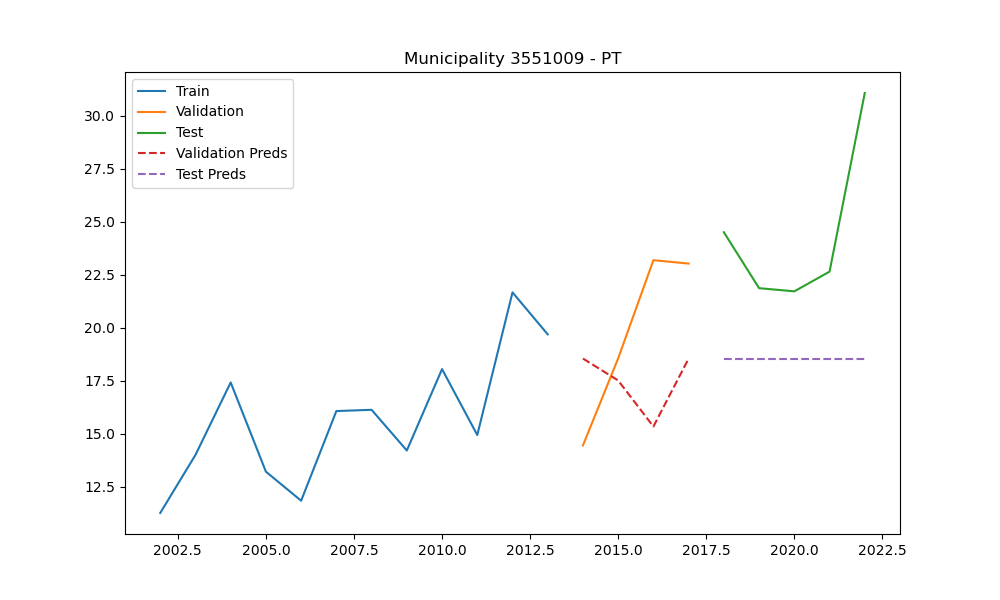 Municipality 3551009 - PT
Train
Validation
Test
Validation Preds
Test Preds
30.0
27.5
25.0
22.5
20.0
17.5
15.0
12.5
2002.5 2005.0 2007.5 2010.0 2012.5 2015.0 2017.5 2020.0 2022.5